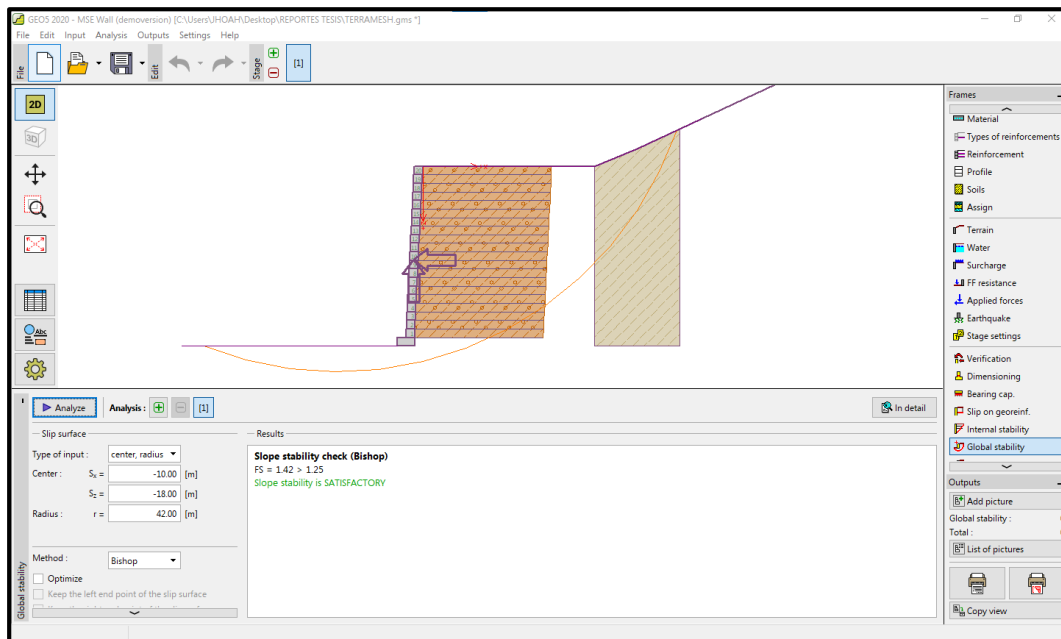 GEO5 2020 - MSE Wall (demoversion) [C:\Users\JHOAH\Desktop\REPORTES TESIS\TERRAMESH.gms *]
File Edit Input Analysis Outputs Settings Help
File
Edit
Stage
[1]
2D
3D
Abc
Frames
Material
Types of reinforcements
Reinforcement
Profile
Soils
Assign
Terrain
Water
Surcharge
FF resistance
Applied forces
Earthquake
Stage settings
Verification
Dimensioning
Bearing cap.
Slip on georeinf.
Internal stability
Global stability
Outputs
Add picture
Global stability :
Total :
List of pictures
Copy view
Analyze
Analysis :
[1]
In detail
Slip surface
Type of input : center, radius
Center : Sx = -10.00 [m]
Sz = -18.00 [m]
Radius : r = 42.00 [m]
Method : Bishop
Optimize
Keep the left end point of the slip surface
Global stability
Results
Slope stability check (Bishop)
FS = 1.42 > 1.25
Slope stability is SATISFACTORY